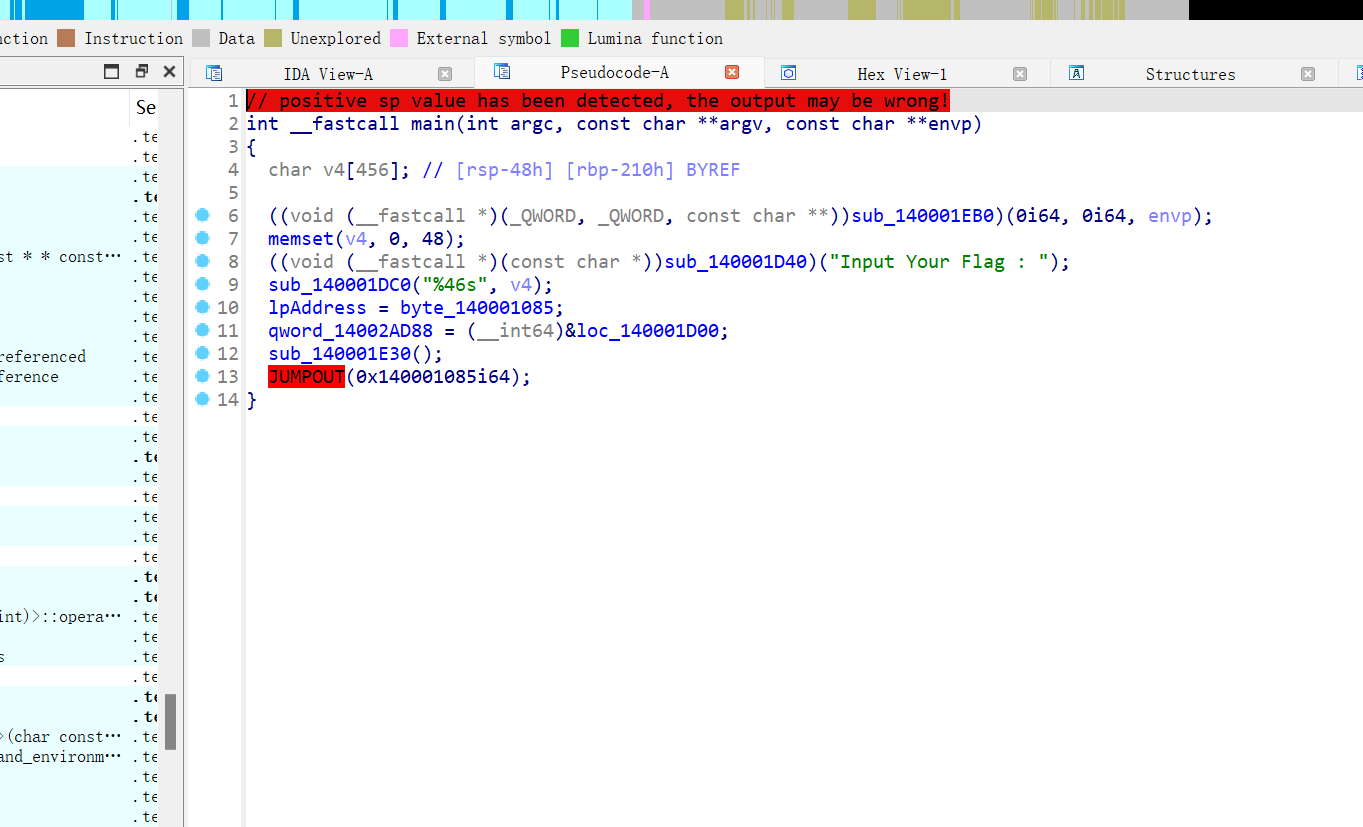 nction Instruction Data Unexplored External symbol Lumina function
IDA View-A Pseudocode-A Hex View-1 Structures
Se
.te
.te
.te
.te
.te
.te
st * * const… .te
.te
.te
.te
.te
referenced .te
ference .te
.te
.te
.te
.te
.te
.te
.te
.te
.te
.te
.te
int)>::opera… .te
.te
s .te
.te
.te
.te
>(char const… .te
and_environm… .te
.te
.te
.te
1 // positive sp value has been detected, the output may be wrong!
2 int __fastcall main(int argc, const char **argv, const char **envp)
3 {
4 char v4[456]; // [rsp-48h] [rbp-210h] BYREF
5
6 ((void (__fastcall *)(_QWORD, _QWORD, const char **))sub_140001EB0)(0i64, 0i64, envp);
7 memset(v4, 0, 48);
8 ((void (__fastcall *)(const char *))sub_140001D40)("Input Your Flag : ");
9 sub_140001DC0("%46s", v4);
10 lpAddress = byte_140001085;
11 qword_14002AD88 = (__int64)&loc_140001D00;
12 sub_140001E30();
13 JUMPOUT(0x140001085i64);
14 }